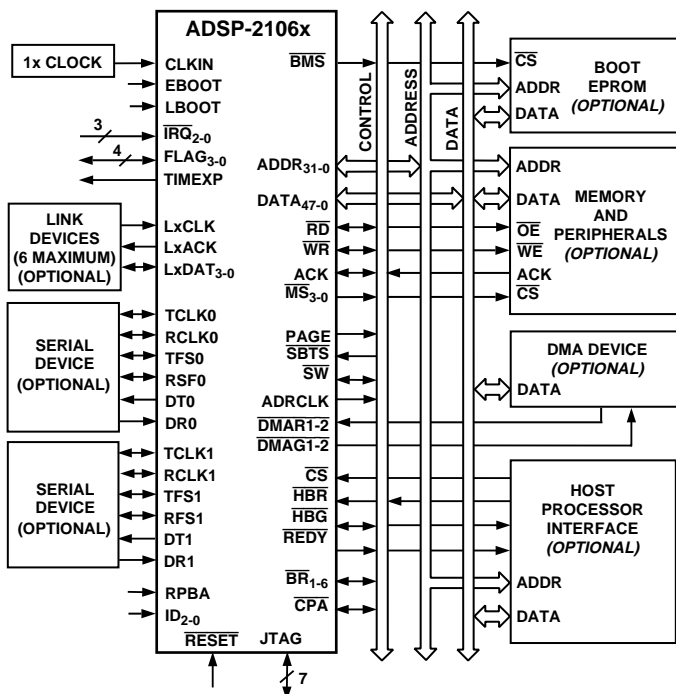 ADSP-2106x
1x CLOCK
CLKIN
EBOOT
LBOOT
3
IRQ2-0
4
FLAG3-0
TIMEXP
LINK
DEVICES
(6 MAXIMUM)
(OPTIONAL)
LxCLK
LxACK
LxDAT3-0
SERIAL
DEVICE
(OPTIONAL)
TCLK0
RCLK0
TFS0
RSF0
DT0
DR0
SERIAL
DEVICE
(OPTIONAL)
TCLK1
RCLK1
TFS1
RFS1
DT1
DR1
RPBA
ID2-0
RESET
JTAG
7
BMS
ADDR31-0
DATA47-0
RD
WR
ACK
MS3-0
PAGE
SBTS
SW
ADRCLK
DMAR1-2
DMAG1-2
CS
HBR
HBG
REDY
BR1-6
CPA
CONTROL
ADDRESS
DATA
CS
ADDR
DATA
BOOT
EPROM
(OPTIONAL)
ADDR
DATA
OE
WE
ACK
CS
MEMORY
AND
PERIPHERALS
(OPTIONAL)
DMA DEVICE
(OPTIONAL)
DATA
HOST
PROCESSOR
INTERFACE
(OPTIONAL)
ADDR
DATA